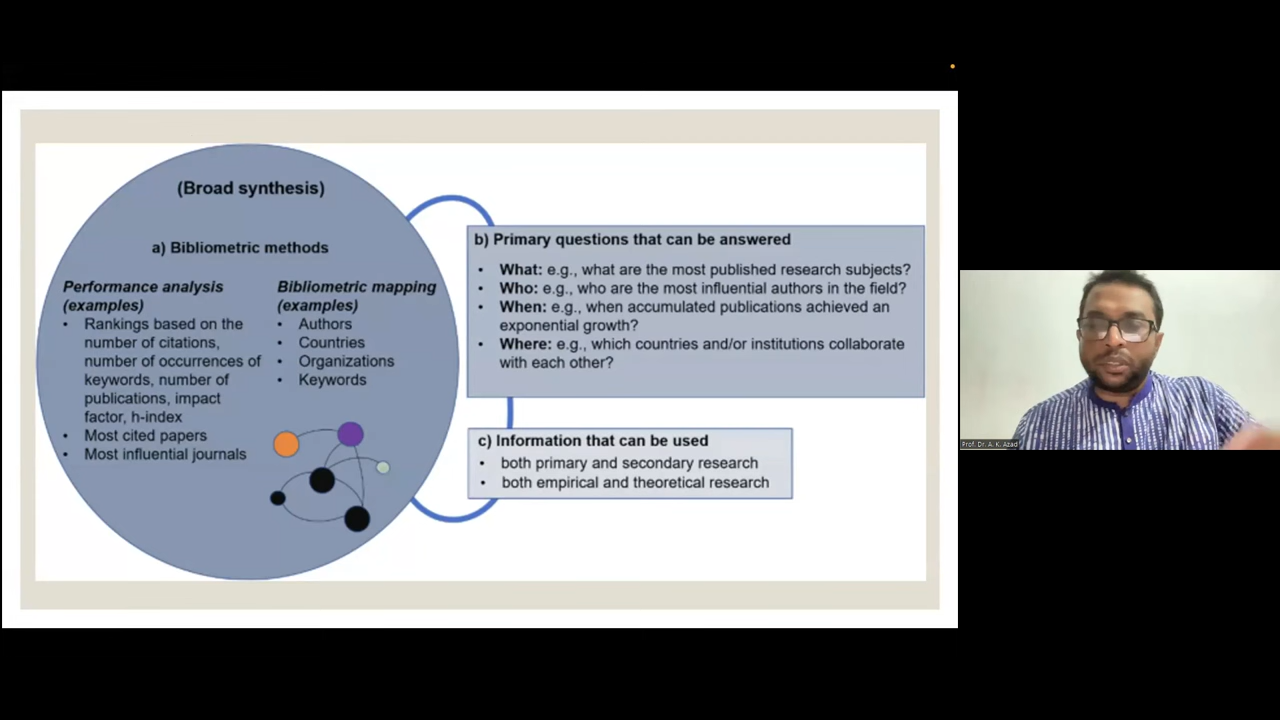 (Broad synthesis)
a) Bibliometric methods
Performance analysis
(examples)
• Rankings based on the
number of citations,
number of occurrences of
keywords, number of
publications, impact
factor, h-index
• Most cited papers
• Most influential journals
Bibliometric mapping
(examples)
• Authors
• Countries
• Organizations
• Keywords
b) Primary questions that can be answered
• What: e.g., what are the most published research subjects?
• Who: e.g., who are the most influential authors in the field?
• When: e.g., when accumulated publications achieved an
exponential growth?
• Where: e.g., which countries and/or institutions collaborate
with each other?
c) Information that can be used
• both primary and secondary research
• both empirical and theoretical research
Prof. Dr. A. K. Azad